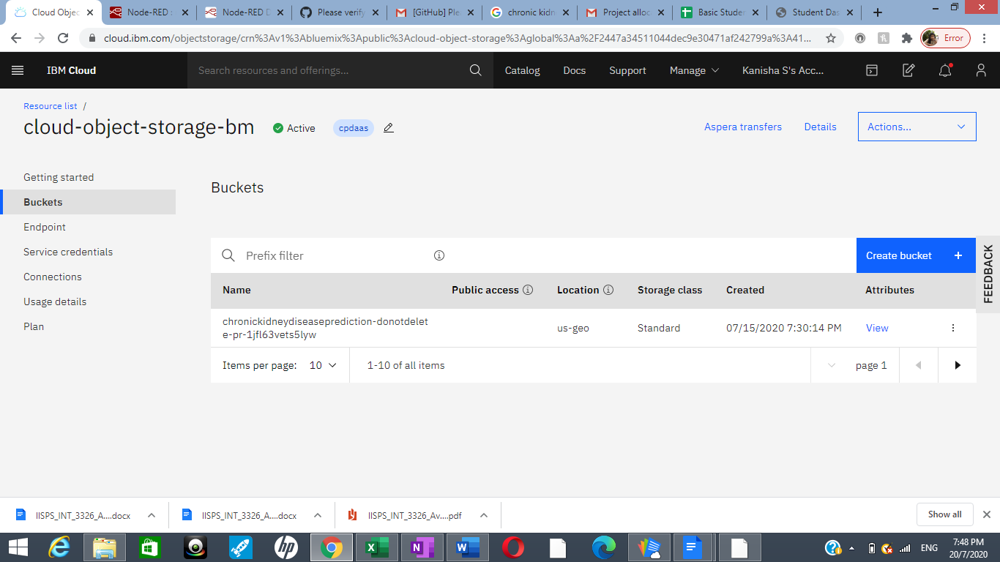 Cloud Objec
Node-RED :
Node-RED D
Please verify
[GitHub] Ple
chronic kidn
Project alloc
Basic Studen
Student Das
cloud.ibm.com/objectstorage/crn%3Av1%3Abluemix%3Apublic%3Acloud-object-storage%3Aglobal%3Aa%2F2447a34511044dec9e30471af242799a%3A41...
Error
IBM Cloud
Search resources and offerings...
Catalog
Docs
Support
Manage
Kanisha S's Acc...
Resource list /
cloud-object-storage-bm
Active
cpdaas
Aspera transfers
Details
Actions...
Getting started
Buckets
Endpoint
Service credentials
Connections
Usage details
Plan
Buckets
Prefix filter
Create bucket +
FEEDBACK
Name Public access Location Storage class Created Attributes
chronickidneydiseaseprediction-donotdelet
e-pr-1jfl63vets5lyw
us-geo Standard 07/15/2020 7:30:14 PM View
Items per page: 10 1-10 of all items page 1
IISPS_INT_3326_A....docx
IISPS_INT_3326_A....docx
IISPS_INT_3326_Av....pdf
Show all
hp
ENG
7:48 PM
20/7/2020